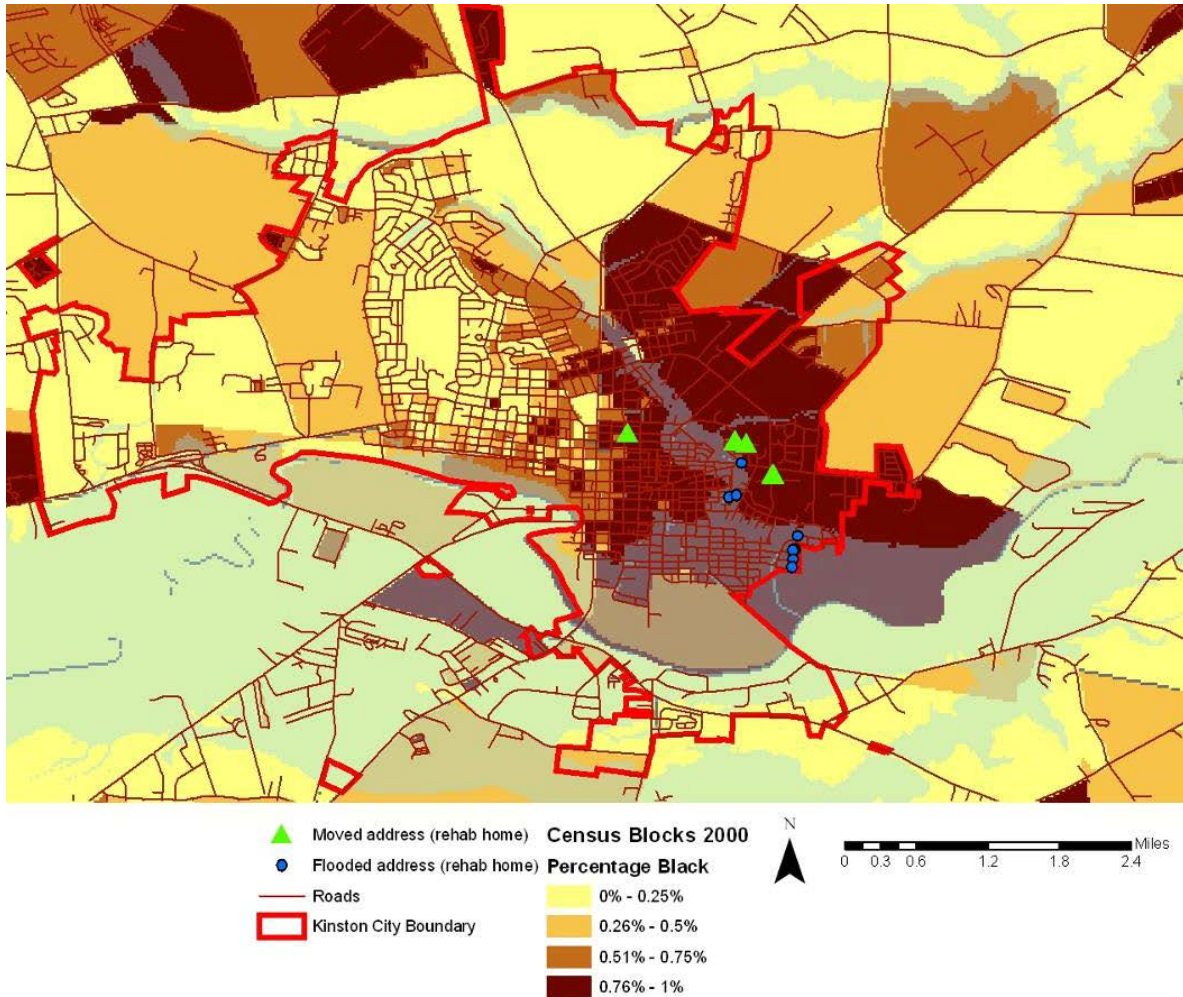 Moved address (rehab home)
Flooded address (rehab home)
Roads
Kinston City Boundary
Census Blocks 2000
Percentage Black
0% - 0.25%
0.26% - 0.5%
0.51% - 0.75%
0.76% - 1%
N
Miles
0 0.3 0.6 1.2 1.8 2.4